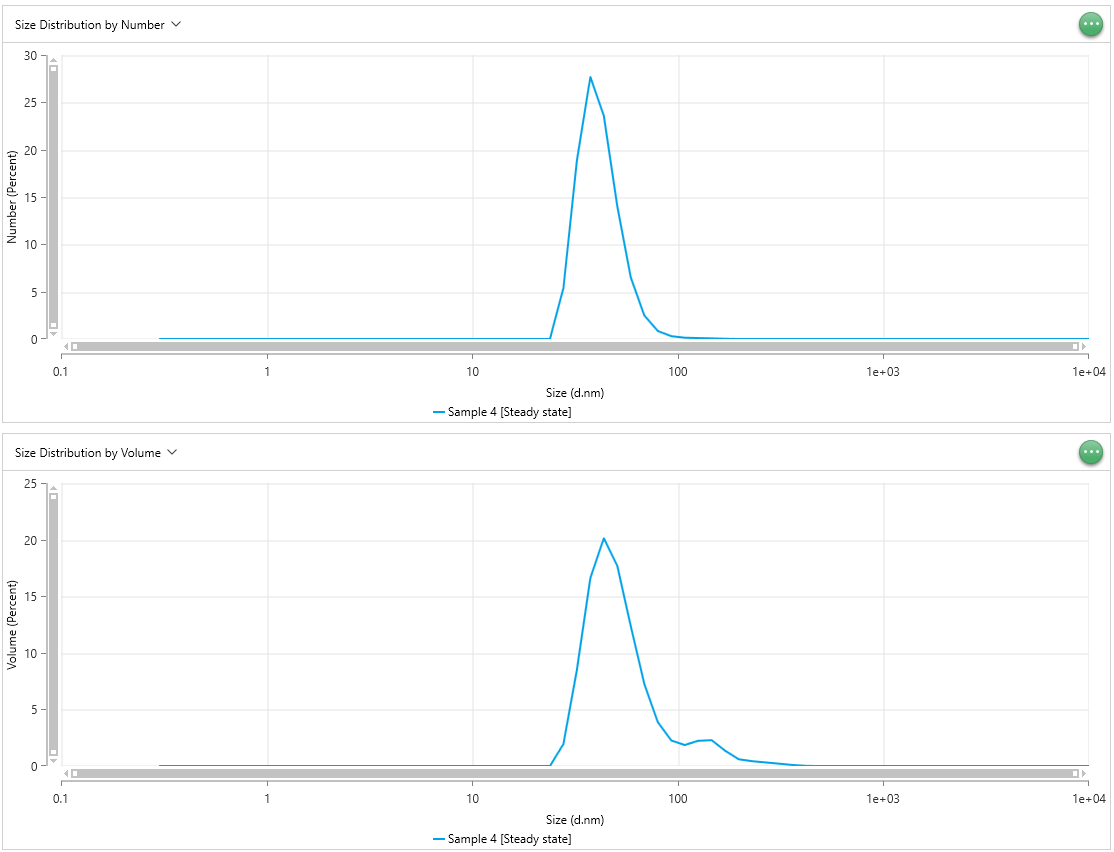 Size Distribution by Number
30
25
20
15
10
5
0
Number (Percent)
0.1 1 10 100 1e+03 1e+04
Size (d.nm)
Sample 4 [Steady state]
Size Distribution by Volume
25
20
15
10
5
0
Volume (Percent)
0.1 1 10 100 1e+03 1e+04
Size (d.nm)
Sample 4 [Steady state]